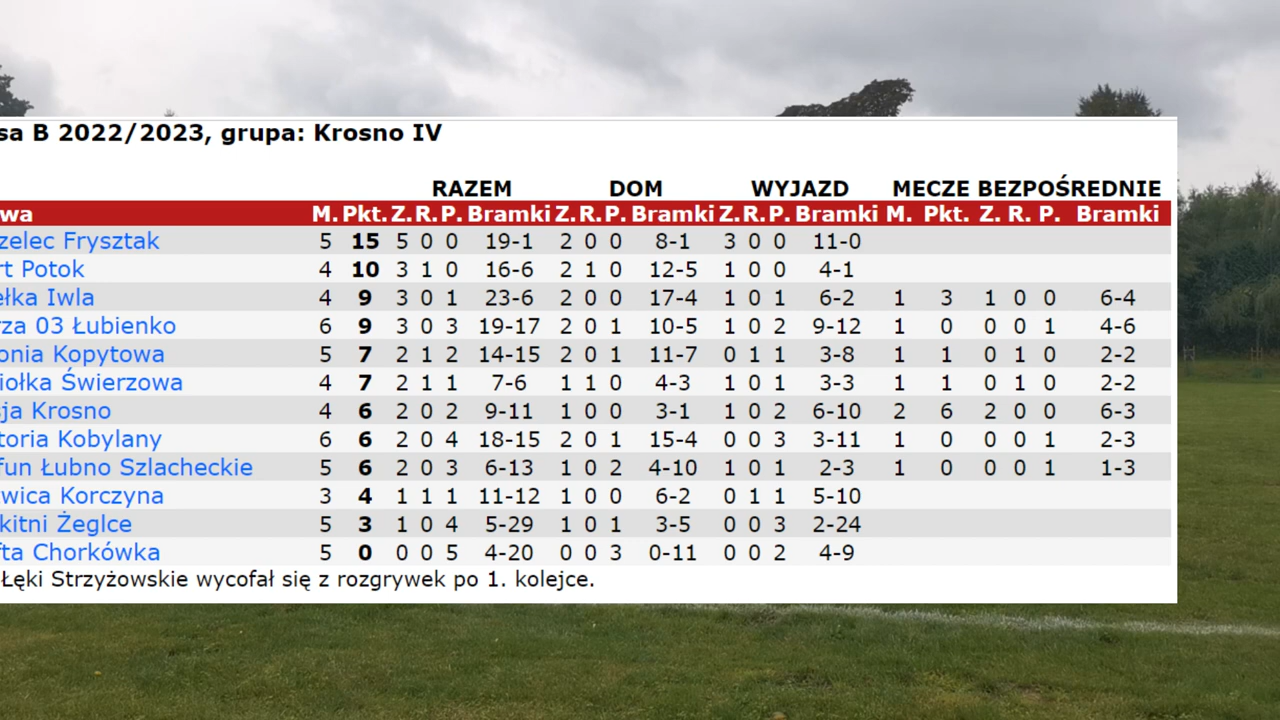 sa B 2022/2023, grupa: Krosno IV
RAZEM DOM WYJAZD MECZE BEZPOŚREDNIE
wa M. Pkt. Z. R. P. Bramki Z. R. P. Bramki Z. R. P. Bramki M. Pkt. Z. R. P. Bramki
zelec Frysztak 5 15 5 0 0 19-1 2 0 0 8-1 3 0 0 11-0
rt Potok 4 10 3 1 0 16-6 2 1 0 12-5 1 0 0 4-1
ełka Iwla 4 9 3 0 1 23-6 2 0 0 17-4 1 0 1 6-2 1 3 1 0 0 6-4
rza 03 Łubienko 6 9 3 0 3 19-17 2 0 1 10-5 1 0 2 9-12 1 0 0 0 1 4-6
onia Kopytowa 5 7 2 1 2 14-15 2 0 1 11-7 0 1 1 3-8 1 1 0 1 0 2-2
iołka Świerzowa 4 7 2 1 1 7-6 1 1 0 4-3 1 0 1 3-3 1 1 0 1 0 2-2
ja Krosno 4 6 2 0 2 9-11 1 0 0 3-1 1 0 2 6-10 2 6 2 0 0 6-3
toria Kobylany 6 6 2 0 4 18-15 2 0 1 15-4 0 0 3 3-11 1 0 0 0 1 2-3
fun Łubno Szlacheckie 5 6 2 0 3 6-13 1 0 2 4-10 1 0 1 2-3 1 0 0 0 1 1-3
wica Korczyna 3 4 1 1 1 11-12 1 0 0 6-2 0 1 1 5-10
kitni Żeglce 5 3 1 0 4 5-29 1 0 1 3-5 0 0 3 2-24
fta Chorkówka 5 0 0 0 5 4-20 0 0 3 0-11 0 0 2 4-9
Łęki Strzyżowskie wycofał się z rozgrywek po 1. kolejce.